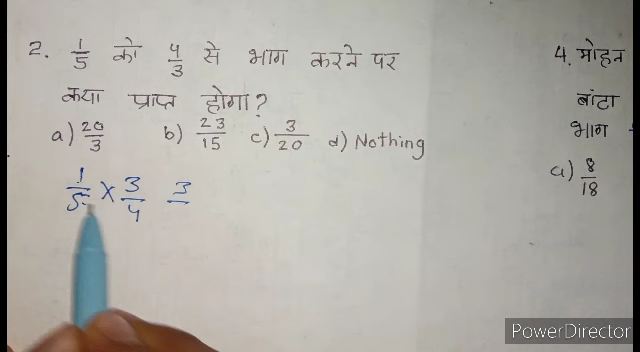 2. 1/5 को 4/3 से भाग करने पर
क्या प्राप्त होगा?
a) 20/3 b) 23/15 c) 3/20 d) Nothing
1/5 × 3/4 3
4. मोहन
बांटा
भाग
a) 8/18
PowerDirector